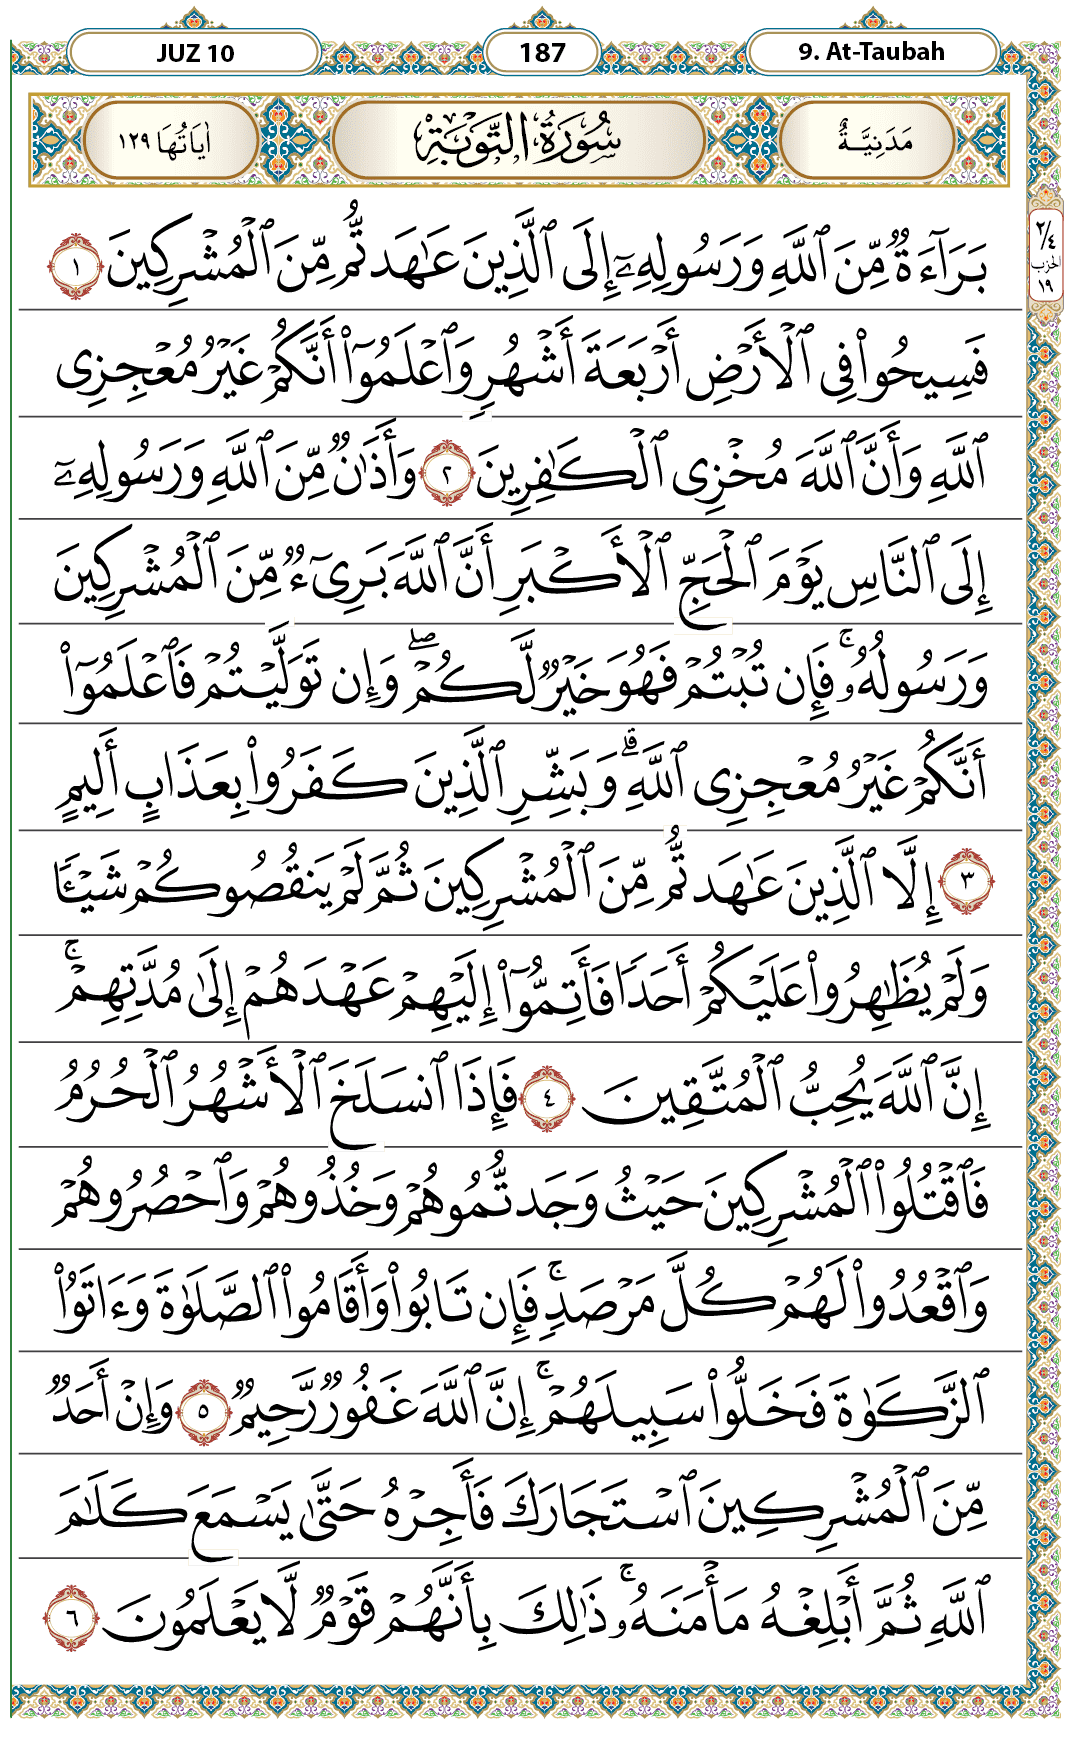 JUZ 10
187
9. At-Taubah
مَدَنِيَّةٌ
سُورَةُ التَّوْبَةِ
اٰيَاتُهَا ١٢٩
٢/٤
الحزب
١٩
بَرَآءَةٌ مِّنَ ٱللَّهِ وَرَسُولِهِۦٓ إِلَى ٱلَّذِينَ عَٰهَدتُّم مِّنَ ٱلْمُشْرِكِينَ ١
فَسِيحُوا۟ فِى ٱلْأَرْضِ أَرْبَعَةَ أَشْهُرٍ وَٱعْلَمُوٓا۟ أَنَّكُمْ غَيْرُ مُعْجِزِى
ٱللَّهِ وَأَنَّ ٱللَّهَ مُخْزِى ٱلْكَٰفِرِينَ ٢ وَأَذَٰنٌ مِّنَ ٱللَّهِ وَرَسُولِهِۦٓ
إِلَى ٱلنَّاسِ يَوْمَ ٱلْحَجِّ ٱلْأَكْبَرِ أَنَّ ٱللَّهَ بَرِىٓءٌ مِّنَ ٱلْمُشْرِكِينَ
وَرَسُولُهُۥ ۚ فَإِن تُبْتُمْ فَهُوَ خَيْرٌ لَّكُمْ ۖ وَإِن تَوَلَّيْتُمْ فَٱعْلَمُوٓا۟
أَنَّكُمْ غَيْرُ مُعْجِزِى ٱللَّهِ ۗ وَبَشِّرِ ٱلَّذِينَ كَفَرُوا۟ بِعَذَابٍ أَلِيمٍ
٣ إِلَّا ٱلَّذِينَ عَٰهَدتُّم مِّنَ ٱلْمُشْرِكِينَ ثُمَّ لَمْ يَنقُصُوكُمْ شَيْـًٔا
وَلَمْ يُظَٰهِرُوا۟ عَلَيْكُمْ أَحَدًا فَأَتِمُّوٓا۟ إِلَيْهِمْ عَهْدَهُمْ إِلَىٰ مُدَّتِهِمْ ۚ
إِنَّ ٱللَّهَ يُحِبُّ ٱلْمُتَّقِينَ ٤ فَإِذَا ٱنسَلَخَ ٱلْأَشْهُرُ ٱلْحُرُمُ
فَٱقْتُلُوا۟ ٱلْمُشْرِكِينَ حَيْثُ وَجَدتُّمُوهُمْ وَخُذُوهُمْ وَٱحْصُرُوهُمْ
وَٱقْعُدُوا۟ لَهُمْ كُلَّ مَرْصَدٍ ۚ فَإِن تَابُوا۟ وَأَقَامُوا۟ ٱلصَّلَوٰةَ وَءَاتَوُا۟
ٱلزَّكَوٰةَ فَخَلُّوا۟ سَبِيلَهُمْ ۚ إِنَّ ٱللَّهَ غَفُورٌ رَّحِيمٌ ٥ وَإِنْ أَحَدٌ
مِّنَ ٱلْمُشْرِكِينَ ٱسْتَجَارَكَ فَأَجِرْهُ حَتَّىٰ يَسْمَعَ كَلَٰمَ
ٱللَّهِ ثُمَّ أَبْلِغْهُ مَأْمَنَهُۥ ۚ ذَٰلِكَ بِأَنَّهُمْ قَوْمٌ لَّا يَعْلَمُونَ ٦